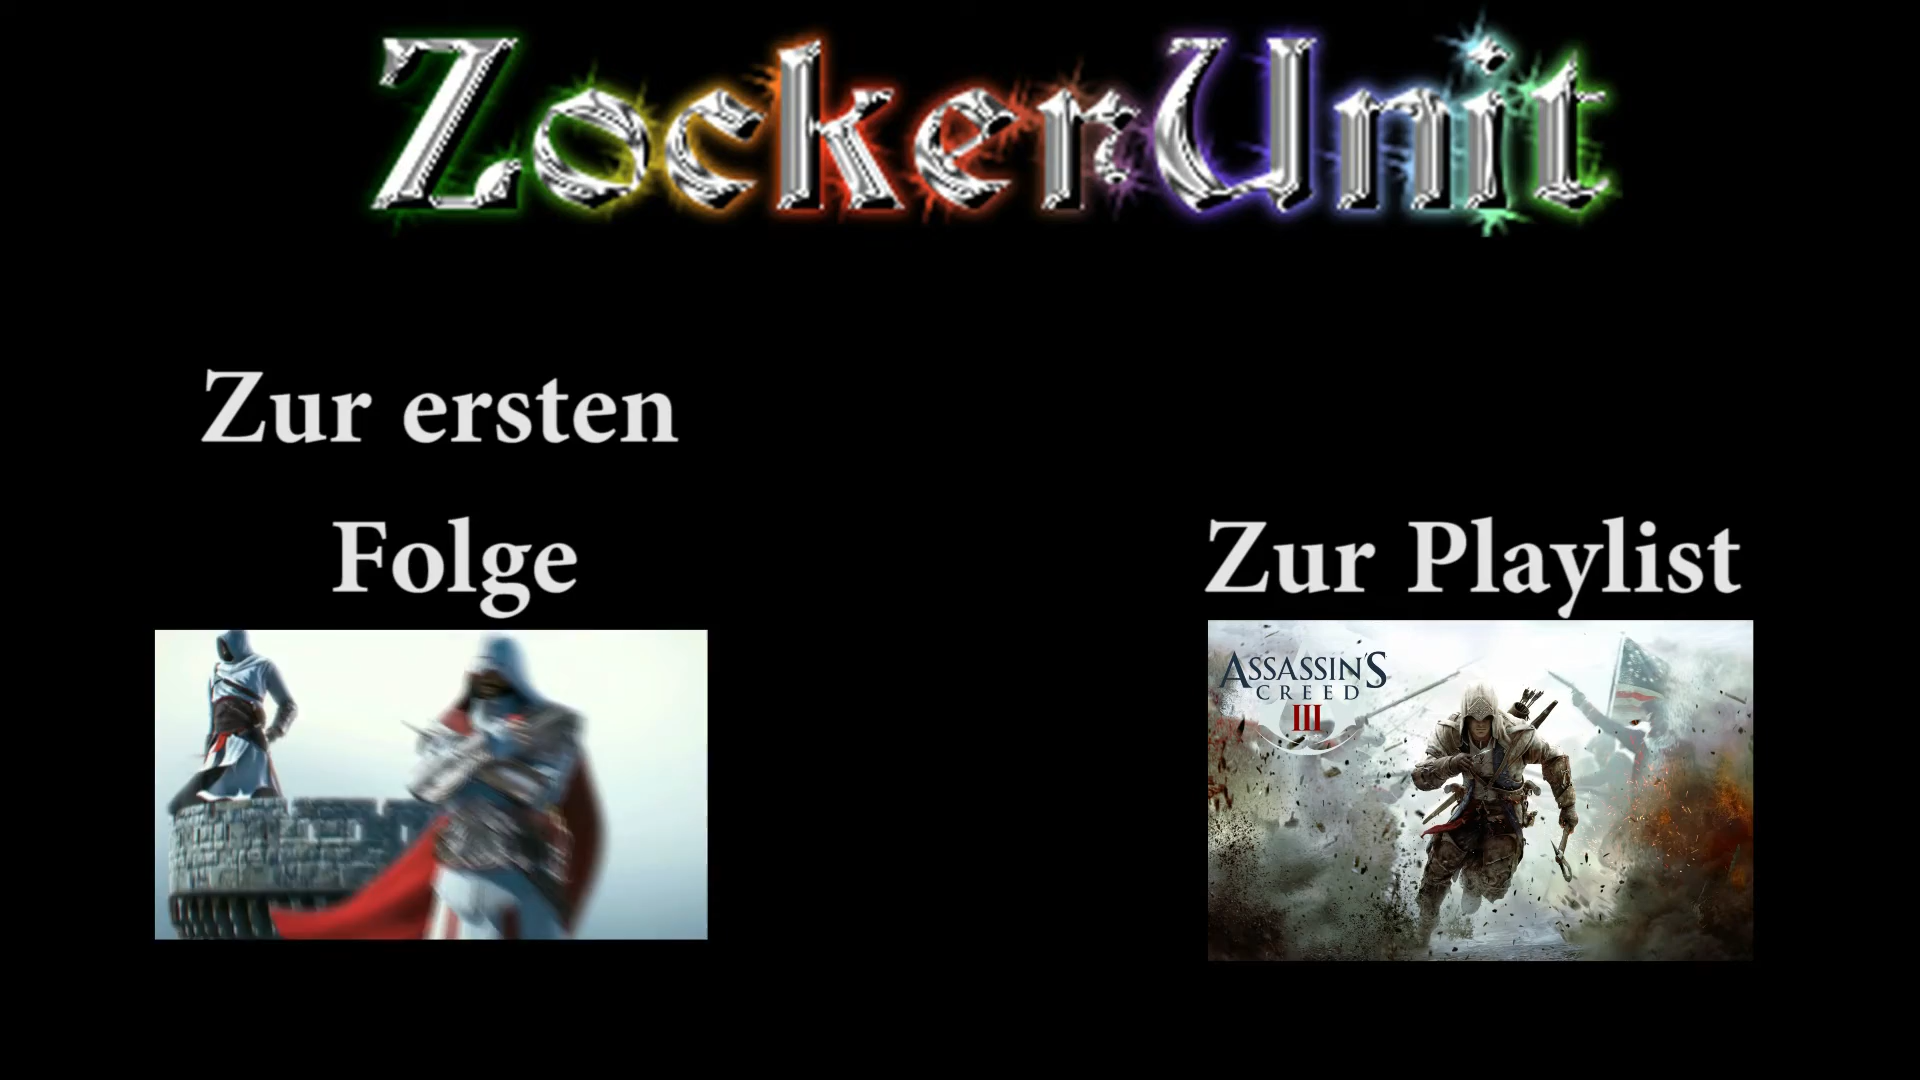 ZockerUnit
Zur ersten
Folge
Zur Playlist
ASSASSIN'S
CREED
III